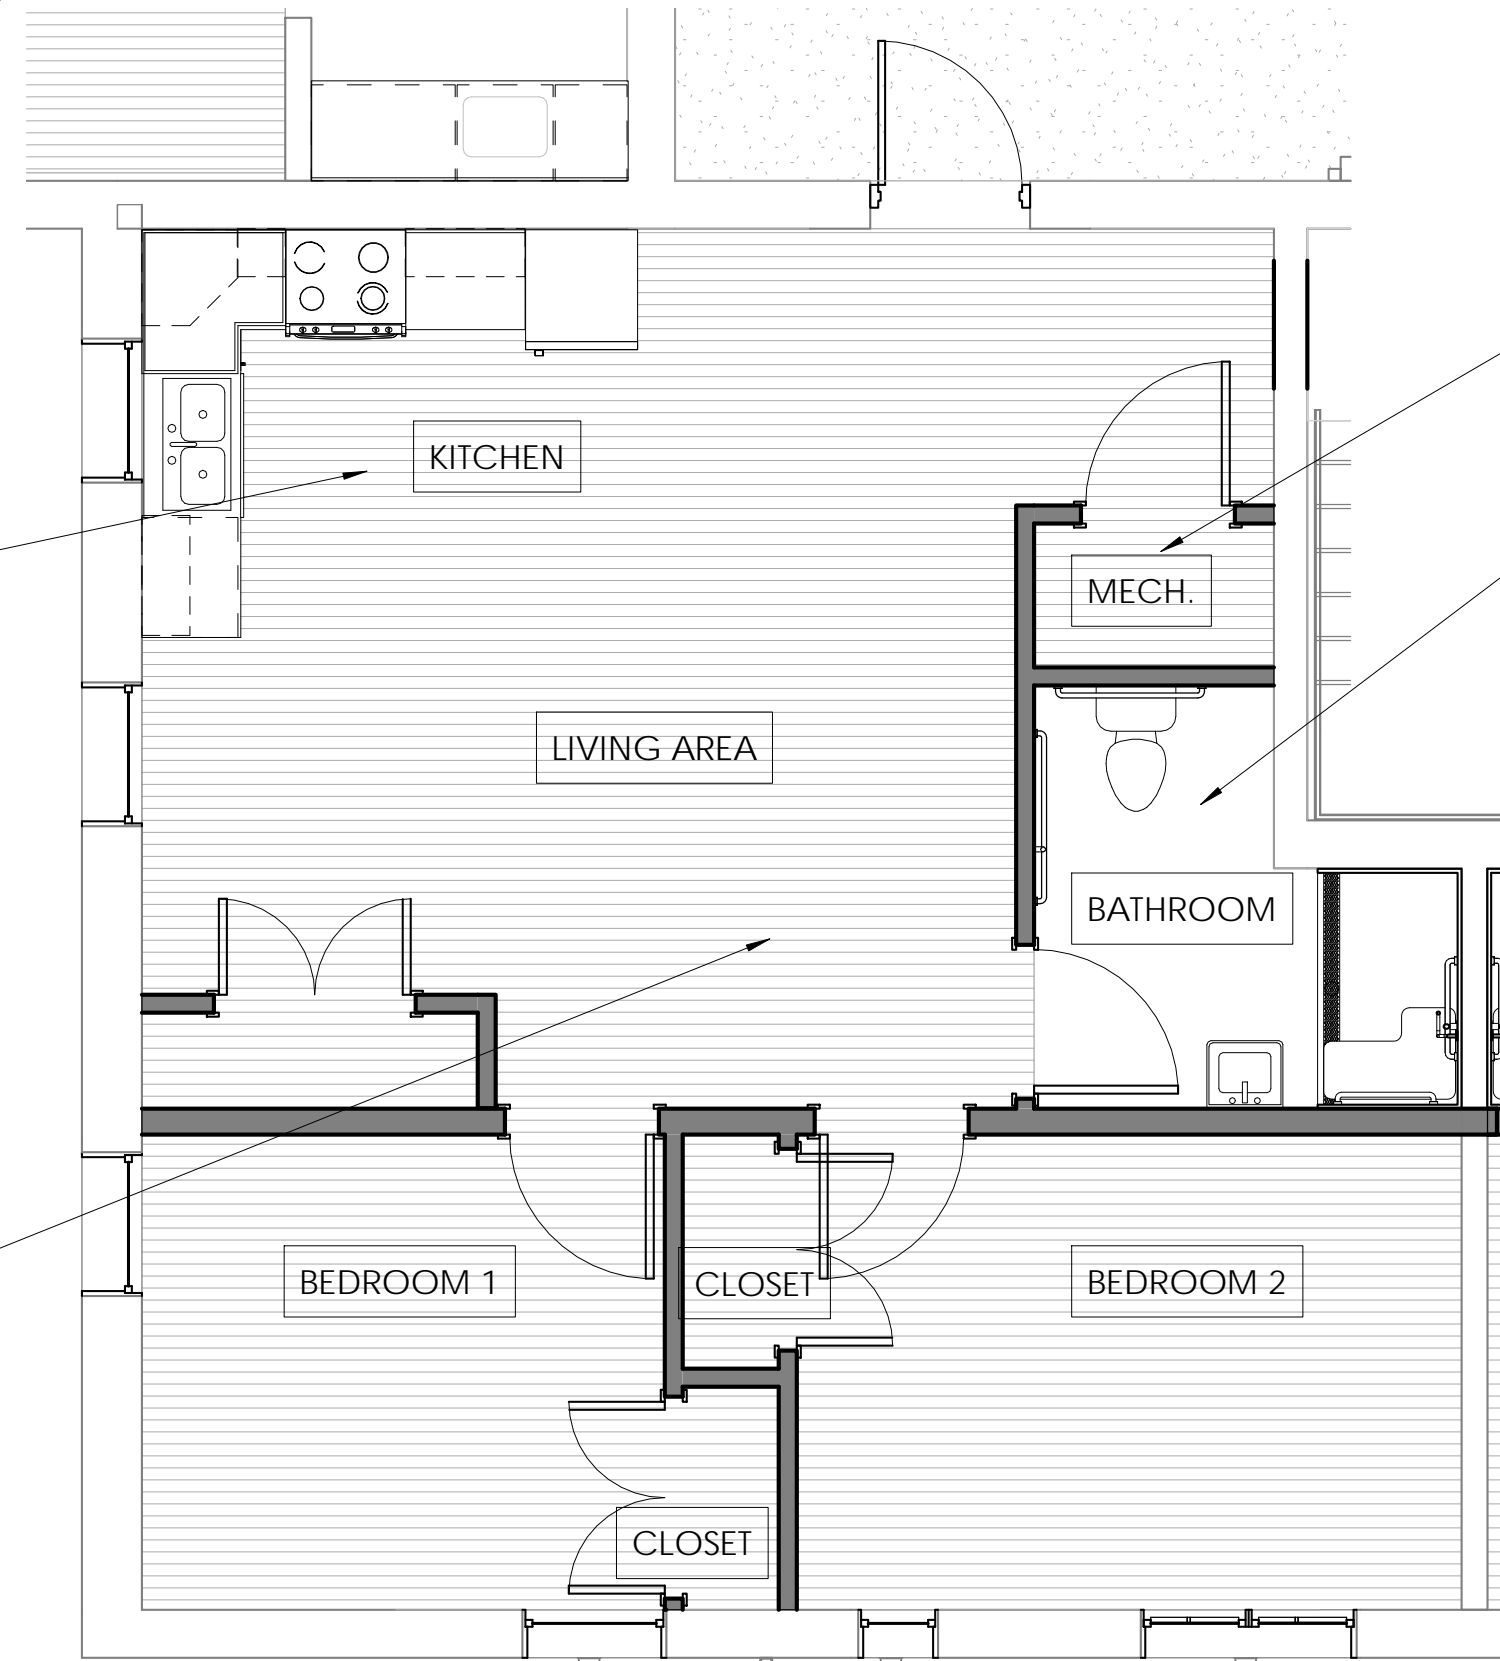 KITCHEN
MECH.
LIVING AREA
BATHROOM
BEDROOM 1
CLOSET
BEDROOM 2
CLOSET